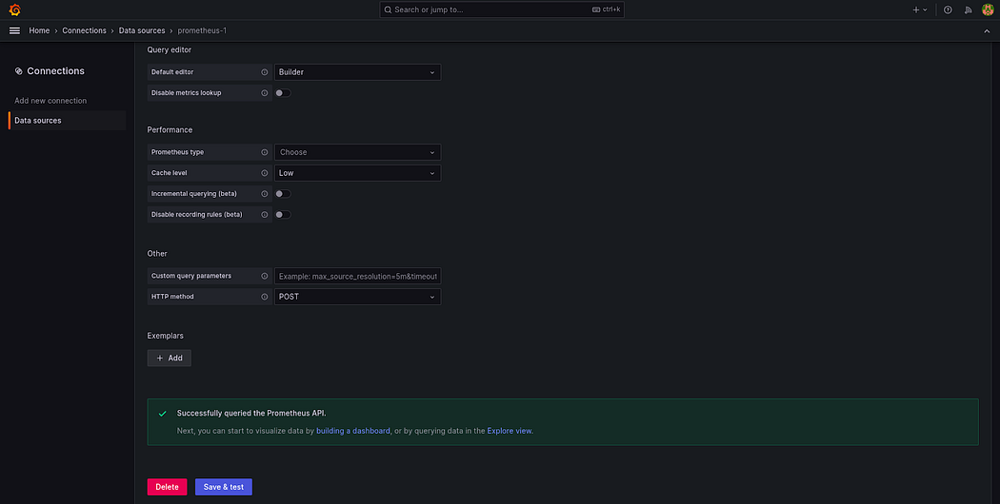 Search or jump to...
ctrl+k
Home › Connections › Data sources › prometheus-1
Connections
Add new connection
Data sources
Query editor
Default editor
Builder
Disable metrics lookup
Performance
Prometheus type
Choose
Cache level
Low
Incremental querying (beta)
Disable recording rules (beta)
Other
Custom query parameters
Example: max_source_resolution=5m&timeout
HTTP method
POST
Exemplars
+ Add
Successfully queried the Prometheus API.
Next, you can start to visualize data by building a dashboard, or by querying data in the Explore view.
Delete
Save & test